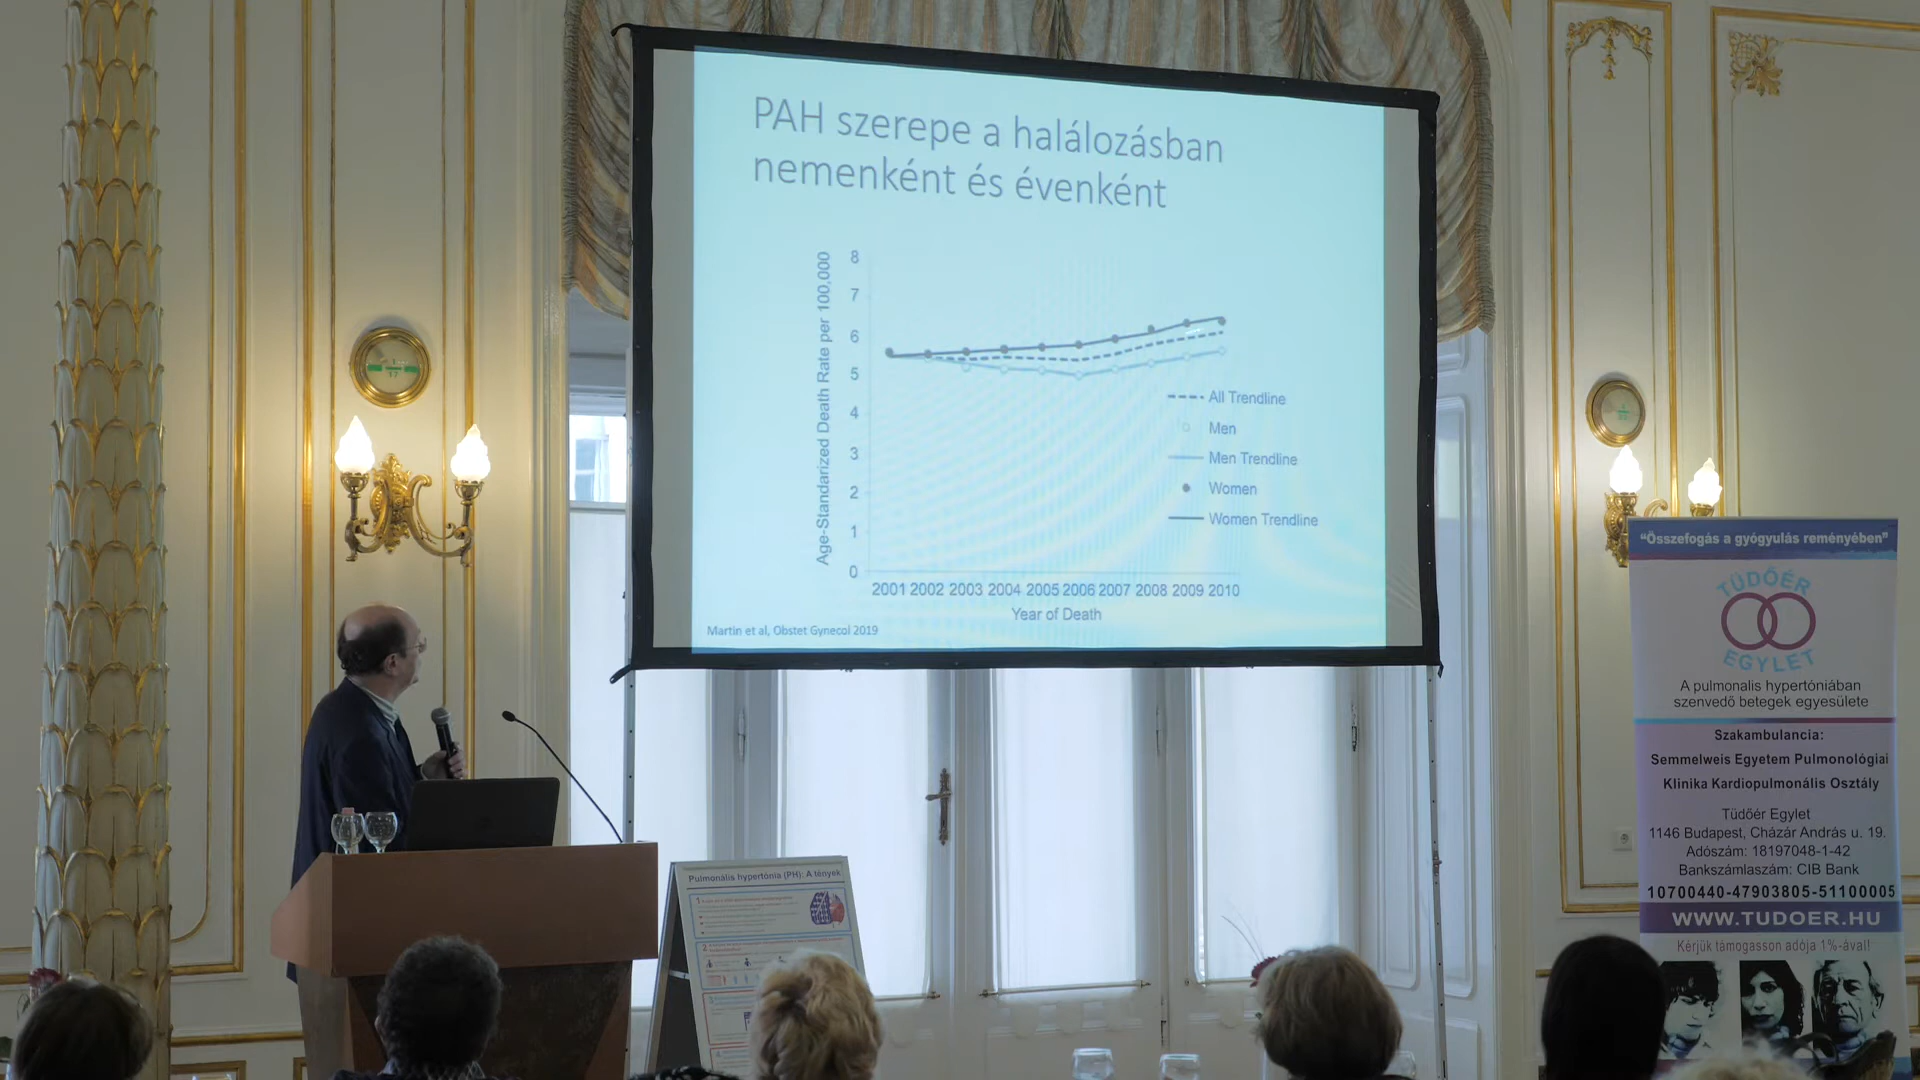 PAH szerepe a halálozásban
nemenként és évenként
Age-Standarized Death Rate per 100,000
8
7
6
5
4
3
2
1
0
All Trendline
Men
Men Trendline
Women
Women Trendline
2001 2002 2003 2004 2005 2006 2007 2008 2009 2010
Year of Death
Martin et al, Obstet Gynecol 2019
"Összefogás a gyógyulás reményében"
TÜDŐÉR
EGYLET
A pulmonalis hypertóniában
szenvedő betegek egyesülete
Szakambulancia:
Semmelweis Egyetem Pulmonológiai
Klinika Kardiopulmonális Osztály
Tüdőér Egylet
1146 Budapest, Cházár András u. 19.
Adószám: 18197048-1-42
Bankszámlaszám: CIB Bank
10700440-47903805-51100005
WWW.TUDOER.HU
Kérjük támogasson adója 1%-ával!
Pulmonális hypertónia (PH): A tények
1
2